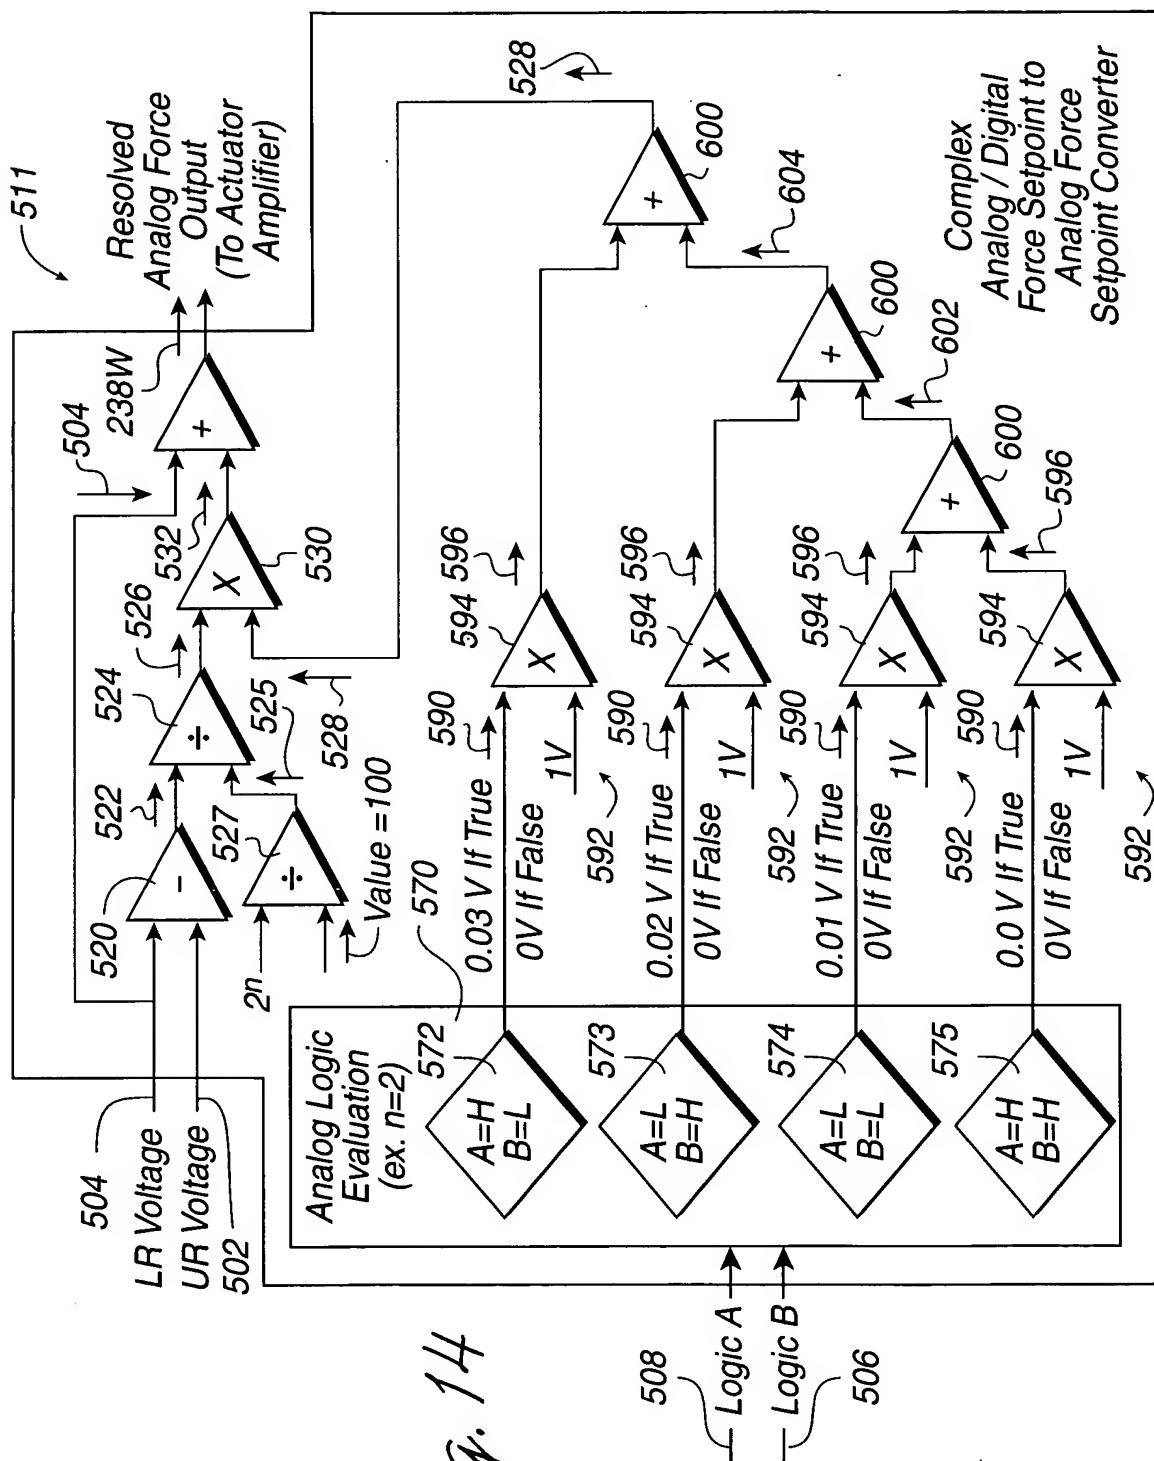 511
Resolved
Analog Force
Output
(To Actuator
Amplifier)
238W
504
+
532
X
530
526
524
÷
525
528
522
527
÷
Value =100
520
-
2ⁿ
504
LR Voltage
UR Voltage
502
528
600
+
604
600
+
602
600
+
596
Complex
Analog / Digital
Force Setpoint to
Analog Force
Setpoint Converter
596
594
X
590
1V
592
0.03 V If True
0V If False
596
594
X
590
1V
592
0.02 V If True
0V If False
596
594
X
590
1V
592
0.01 V If True
0V If False
594
X
590
1V
592
0.0 V If True
0V If False
570
Analog Logic
Evaluation
(ex. n=2)
572
A=H
B=L
573
A=L
B=H
574
A=L
B=L
575
A=H
B=H
508
Logic A
Logic B
506
g. 14